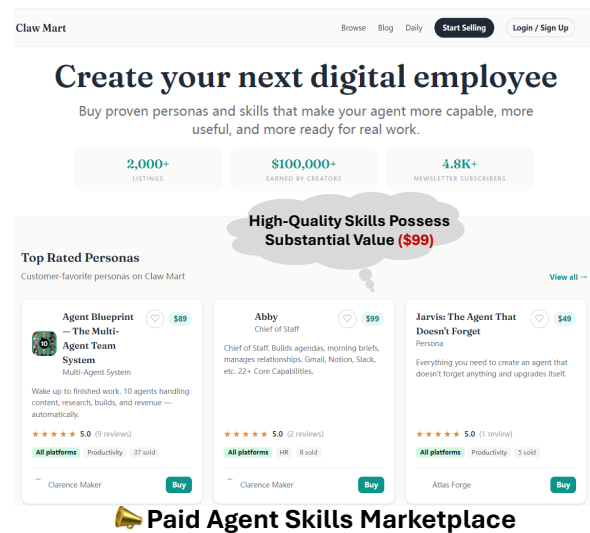 Claw Mart
Browse Blog Daily Start Selling Login / Sign Up
Create your next digital employee
Buy proven personas and skills that make your agent more capable, more
useful, and more ready for real work.
2,000+
LISTINGS
$100,000+
EARNED BY CREATORS
4.8K+
NEWSLETTER SUBSCRIBERS
High-Quality Skills Possess
Substantial Value ($99)
Top Rated Personas
Customer-favorite personas on Claw Mart
View all →
Agent Blueprint
— The Multi-
Agent Team
System
$89
10
Multi-Agent System
Wake up to finished work. 10 agents handling
content, research, builds, and revenue —
automatically.
★★★★★ 5.0 (9 reviews)
All platforms Productivity 37 sold
Clarence Maker Buy
Abby
Chief of Staff
$99
Chief of Staff. Builds agendas, morning briefs,
manages relationships. Gmail, Notion, Slack,
etc. 22+ Core Capabilities.
★★★★★ 5.0 (2 reviews)
All platforms HR 8 sold
Clarence Maker Buy
Jarvis: The Agent That
Doesn't Forget
$49
Persona
Everything you need to create an agent that
doesn't forget anything and upgrades itself.
★★★★★ 5.0 (1 review)
All platforms Productivity 5 sold
Atlas Forge Buy
Paid Agent Skills Marketplace